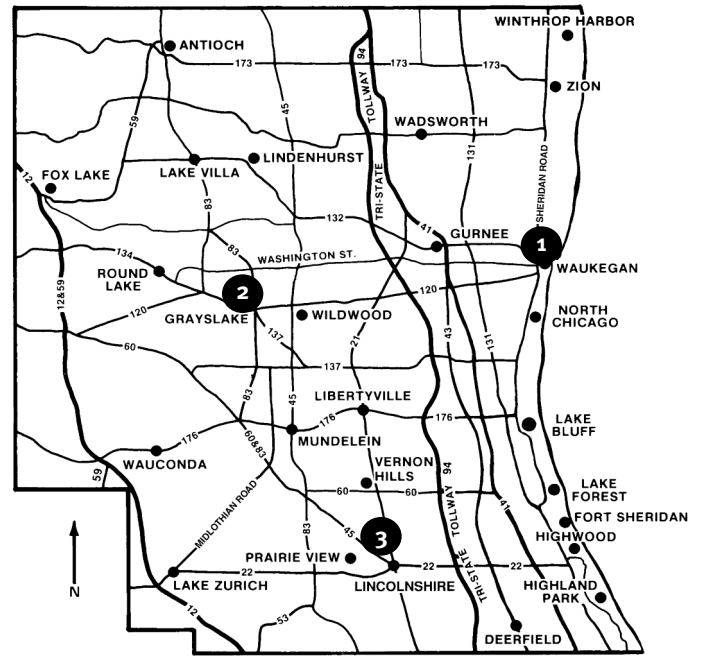 WINTHROP HARBOR
ANTIOCH
94
173
173
173
ZION
TOLLWAY
45
59
WADSWORTH
131
LINDENHURST
LAKE VILLA
12
FOX LAKE
TRI-STATE
SHERIDAN ROAD
83
132
41
GURNEE
1
83
134
WASHINGTON ST.
WAUKEGAN
ROUND
LAKE
12&59
2
120
120
GRAYSLAKE
WILDWOOD
NORTH
CHICAGO
137
21
43
131
60
137
83
45
LIBERTYVILLE
176
176
LAKE
BLUFF
60&83
MUNDELEIN
176
WAUCONDA
VERNON
HILLS
94
59
60
60
LAKE
FOREST
41
MIDLOTHIAN ROAD
TRI-STATE TOLLWAY
FORT SHERIDAN
83
45
3
HIGHWOOD
N
PRAIRIE VIEW
22
22
22
LAKE ZURICH
LINCOLNSHIRE
HIGHLAND
PARK
12
53
DEERFIELD